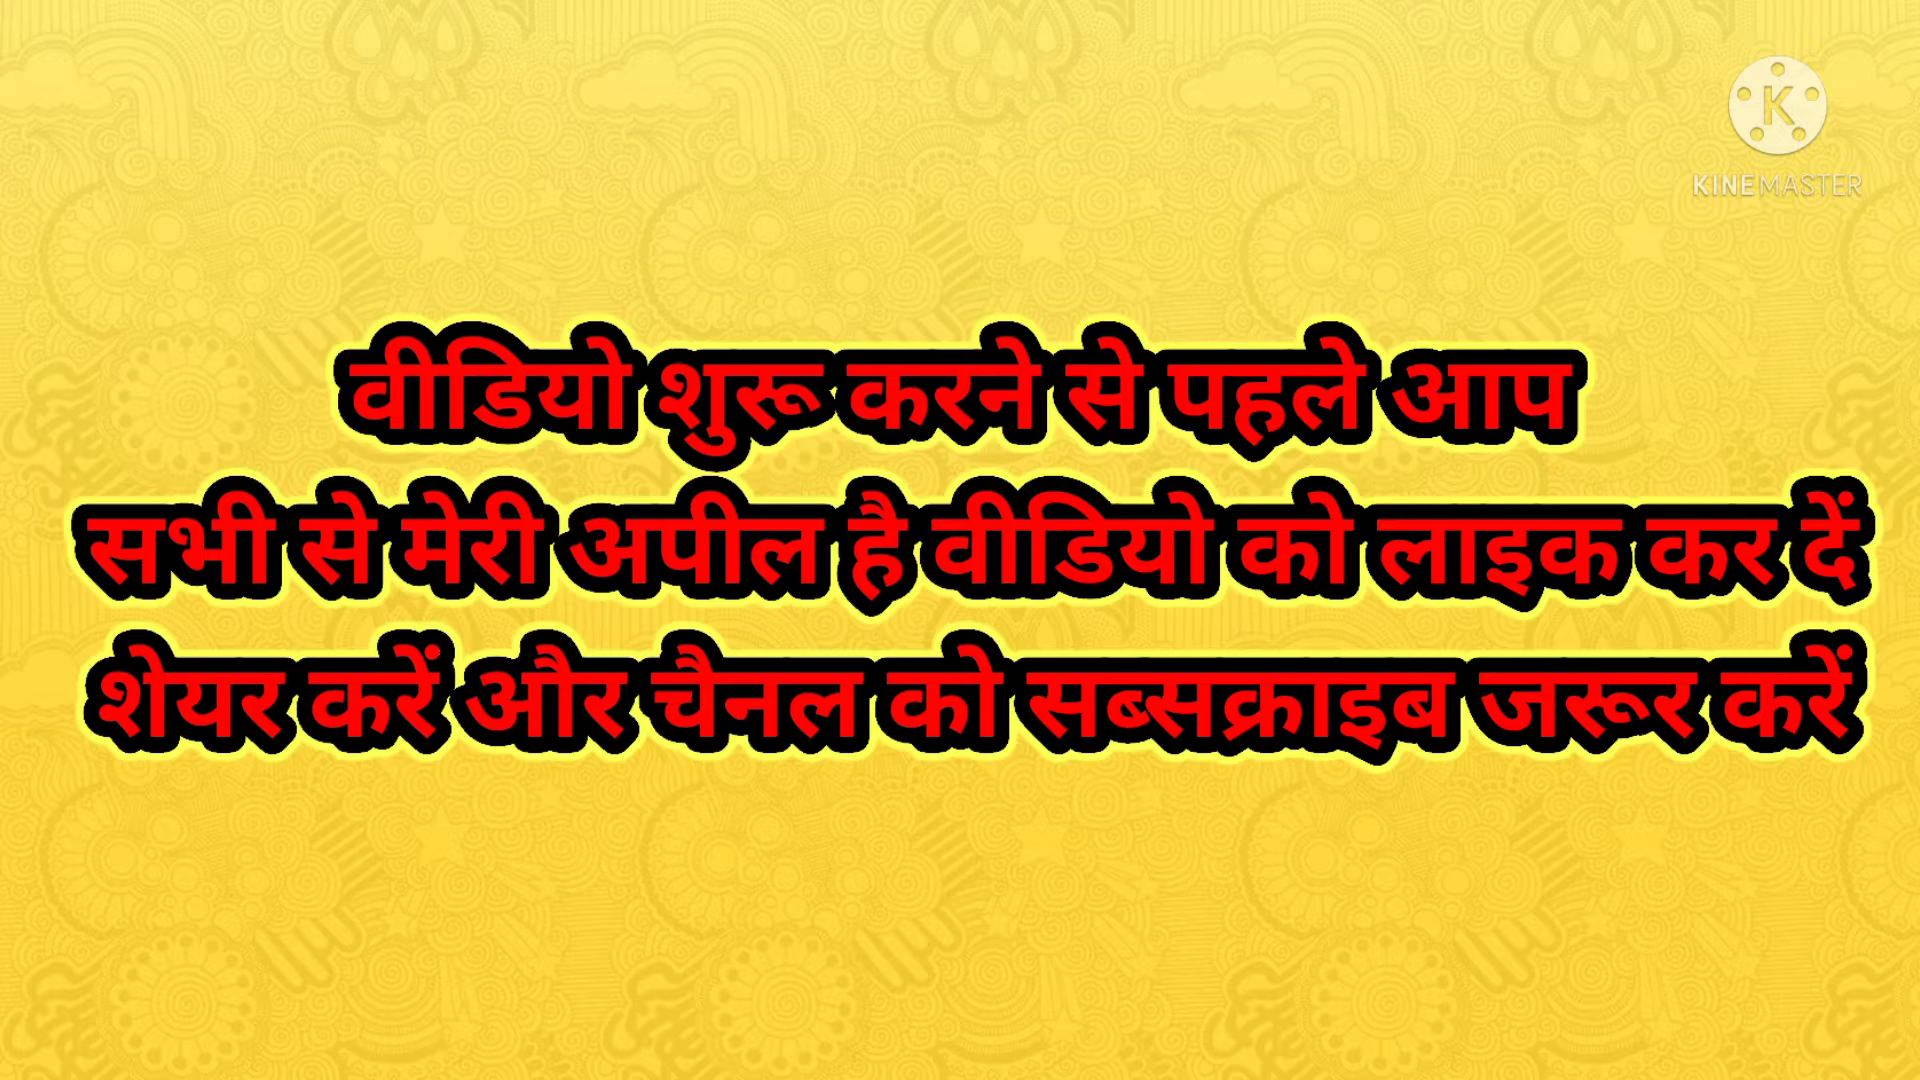 K
KINEMASTER
वीडियो शुरू करने से पहले आप
सभी से मेरी अपील है वीडियो को लाइक कर दें
शेयर करें और चैनल को सब्सक्राइब जरूर करें